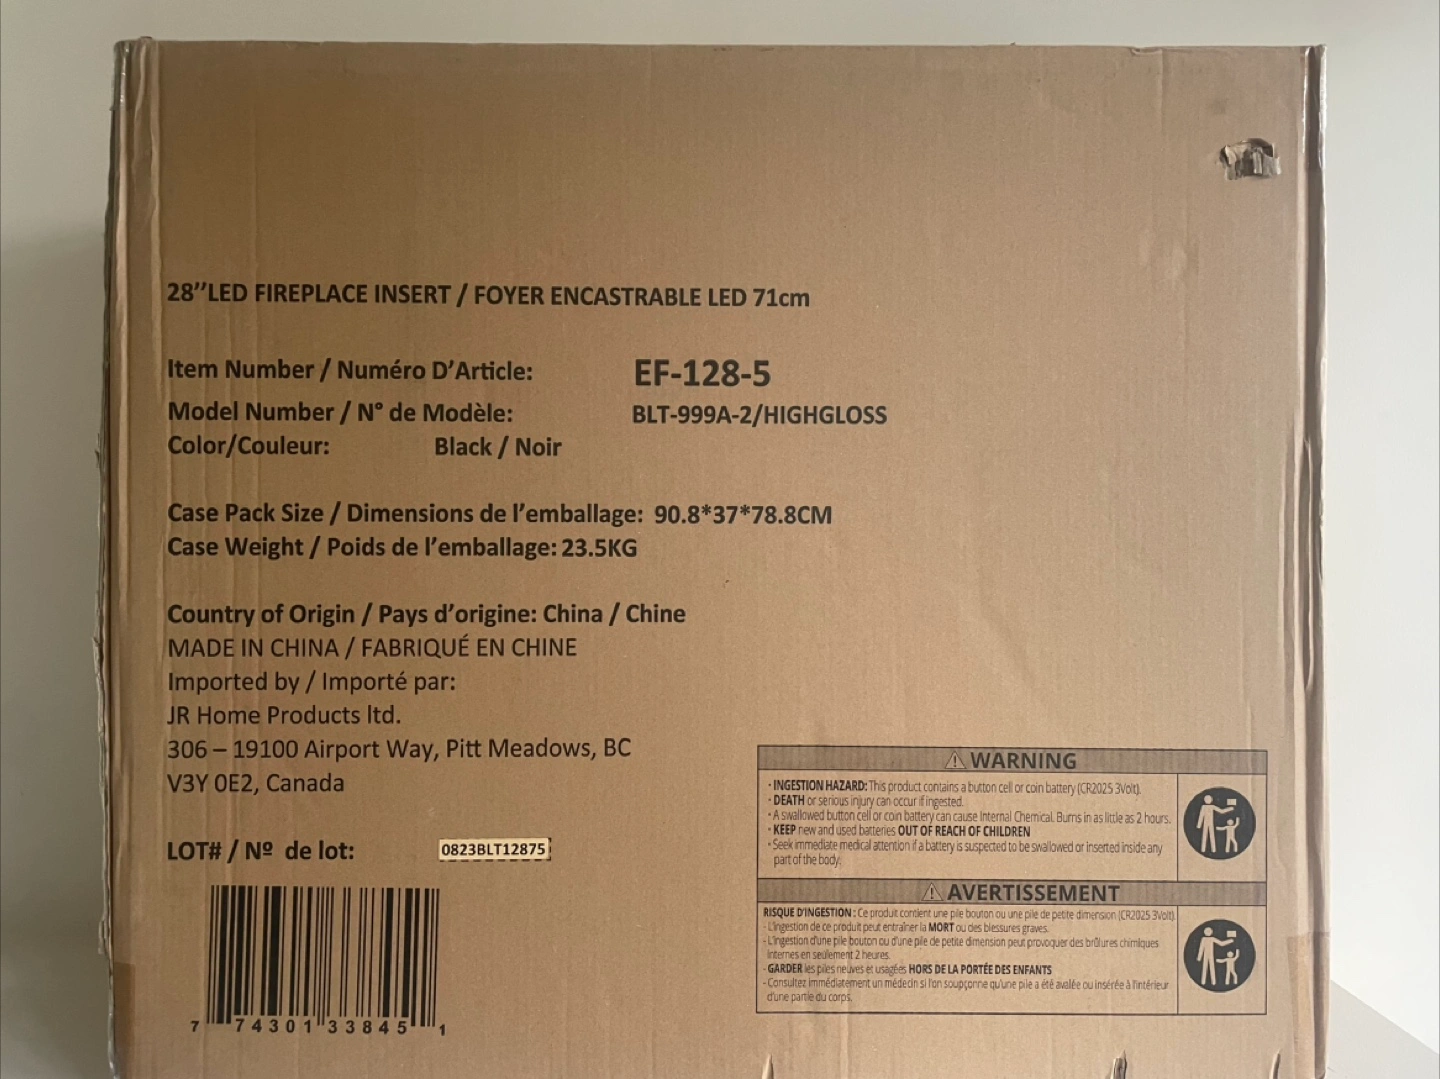 28"LED FIREPLACE INSERT / FOYER ENCASTRABLE LED 71cm
Item Number / Numéro D'Article: EF-128-5
Model Number / N° de Modèle: BLT-999A-2/HIGHGLOSS
Color/Couleur: Black / Noir
Case Pack Size / Dimensions de l'emballage: 90.8*37*78.8CM
Case Weight / Poids de l'emballage: 23.5KG
Country of Origin / Pays d'origine: China / Chine
MADE IN CHINA / FABRIQUÉ EN CHINE
Imported by / Importé par:
JR Home Products ltd.
306 – 19100 Airport Way, Pitt Meadows, BC
V3Y 0E2, Canada
LOT# / Nº de lot: 0823BLT12875
7 74301 33845 1
⚠ WARNING
· INGESTION HAZARD: This product contains a button cell or coin battery (CR2025 3Volt).
· DEATH or serious injury can occur if ingested.
· A swallowed button cell or coin battery can cause Internal Chemical. Burns in as little as 2 hours.
· KEEP new and used batteries OUT OF REACH OF CHILDREN
· Seek immediate medical attention if a battery is suspected to be swallowed or inserted inside any
part of the body.
⚠ AVERTISSEMENT
RISQUE D'INGESTION : Ce produit contient une pile bouton ou une pile de petite dimension (CR2025 3Volt).
- L'ingestion de ce produit peut entraîner la MORT ou des blessures graves.
- L'ingestion d'une pile bouton ou d'une pile de petite dimension peut provoquer des brûlures chimiques
internes en seulement 2 heures.
- GARDER les piles neuves et usagées HORS DE LA PORTÉE DES ENFANTS
- Consultez immédiatement un médecin si l'on soupçonne qu'une pile a été avalée ou insérée à l'intérieur
d'une partie du corps.